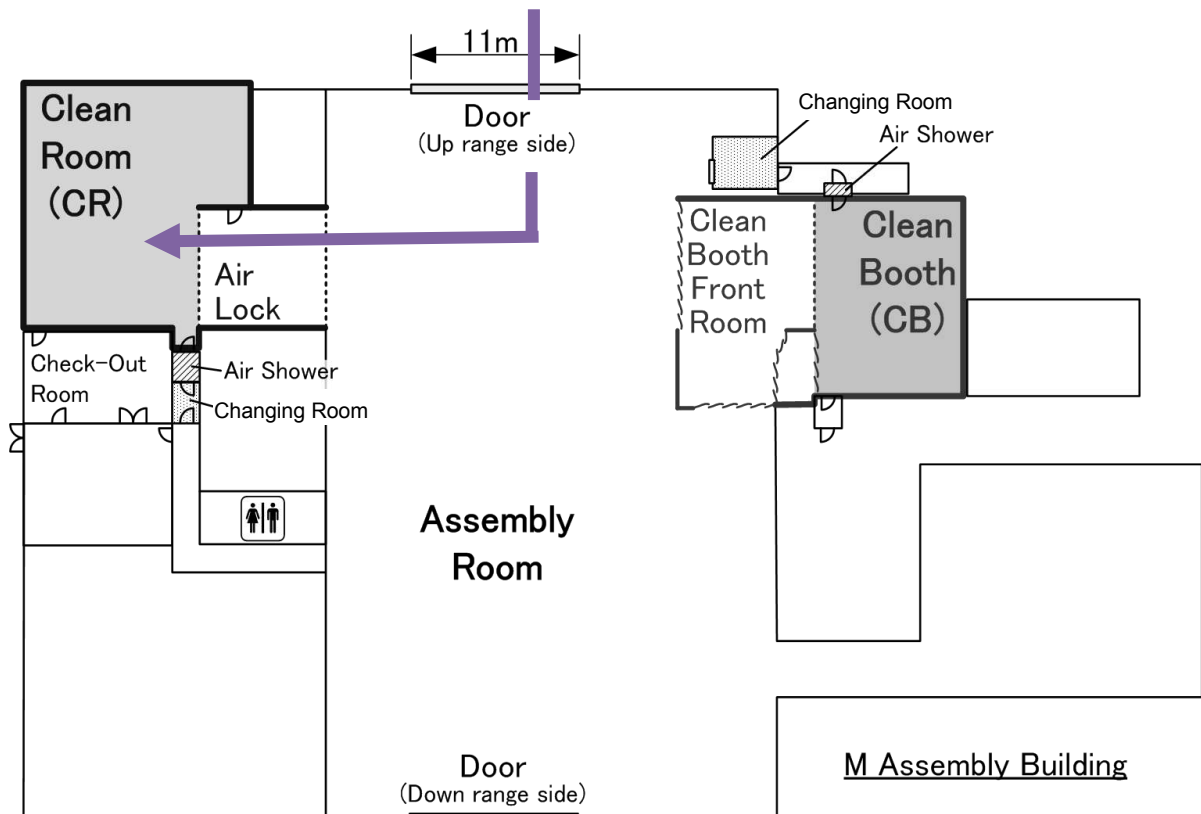 11m
Clean
Room
(CR)
Door
(Up range side)
Changing Room
Air Shower
Clean
Booth
Front
Room
Clean
Booth
(CB)
Air
Lock
Check-Out
Room
Air Shower
Changing Room
Assembly
Room
Door
(Down range side)
M Assembly Building